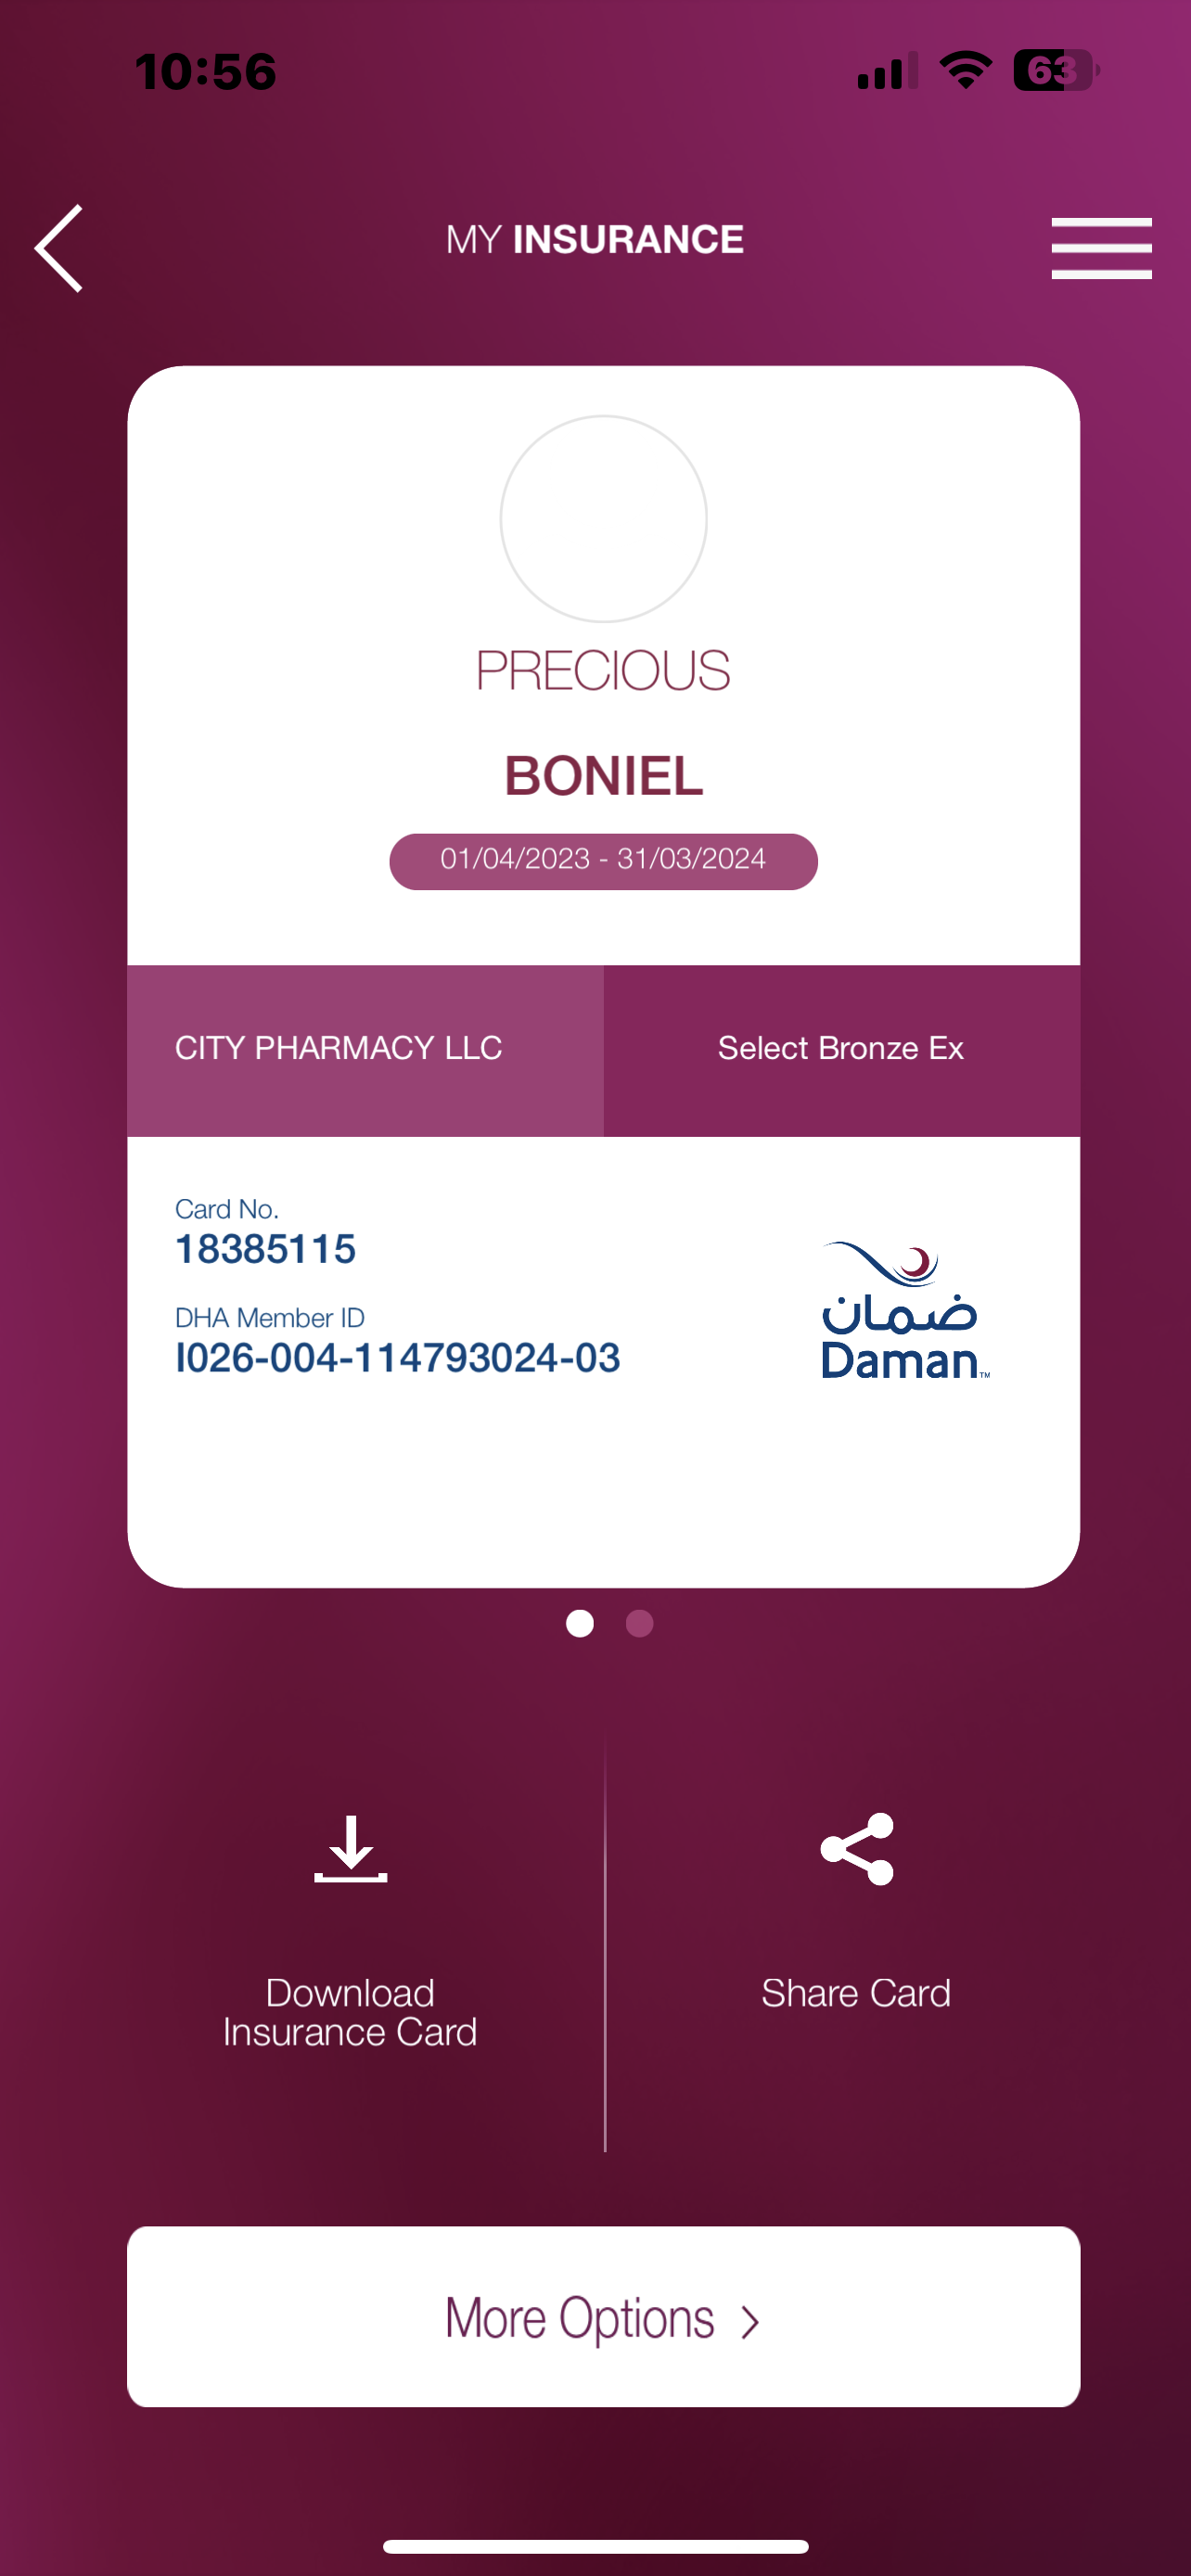 10:56
63
MY INSURANCE
PRECIOUS
BONIEL
01/04/2023 - 31/03/2024
CITY PHARMACY LLC
Select Bronze Ex
Card No.
18385115
DHA Member ID
I026-004-114793024-03
ضمان
Daman™
Download
Insurance Card
Share Card
More Options